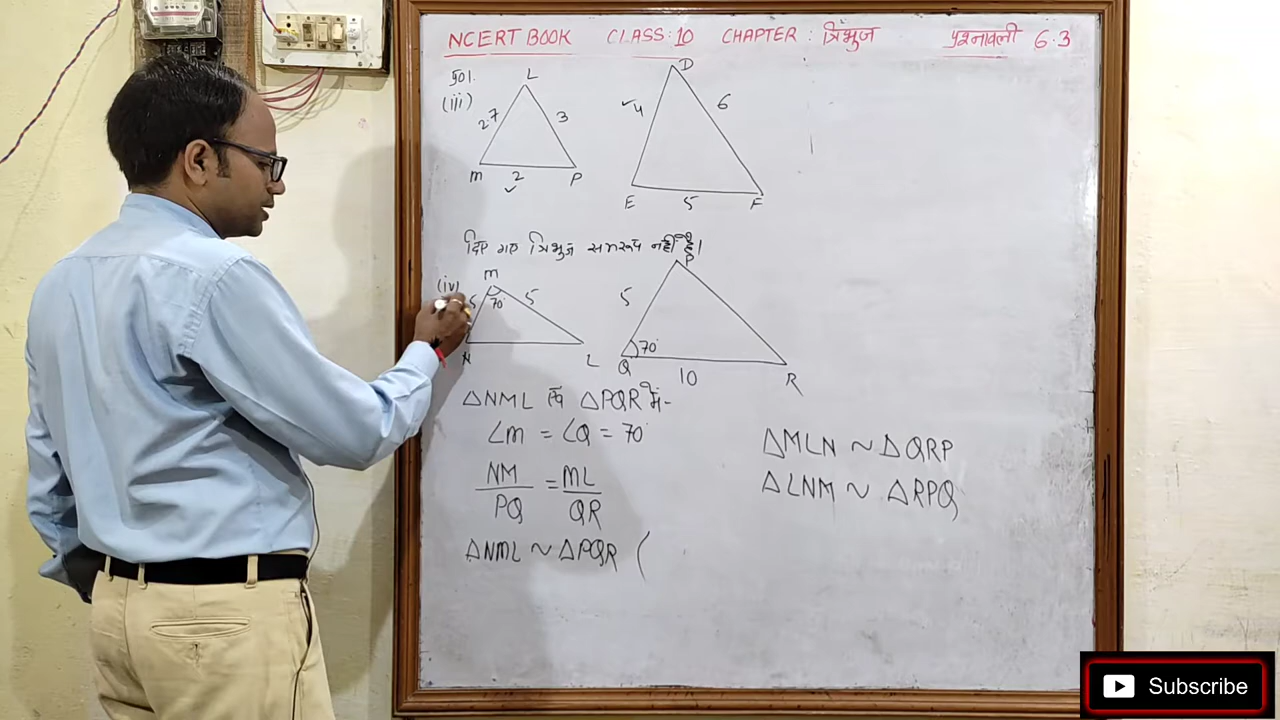 NCERT BOOK CLASS:10 CHAPTER : त्रिभुज प्रश्नावली 6.3
प्र01.
(iii)
L
2.7
3
M
2
P
D
4
6
E
5
F
दिए गए त्रिभुज समरूप नहीं है।
(iv)
M
70°
5
N
L
P
5
70°
Q
10
R
△NML एवं △PQR में-
∠M = ∠Q = 70°
NM/PQ = ML/QR
△NML ~ △PQR (
△MLN ~ △QRP
△LNM ~ △RPQ
Subscribe